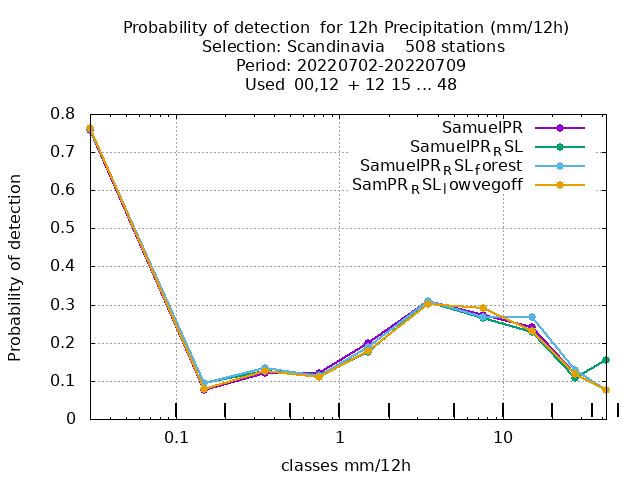 Probability of detection for 12h Precipitation (mm/12h)
Selection: Scandinavia 508 stations
Period: 20220702-20220709
Used 00,12 + 12 15 ... 48
Probability of detection
0.8
0.7
0.6
0.5
0.4
0.3
0.2
0.1
0
SamuelPR
SamuelPR_RSL
SamuelPR_RSL_forest
SamPR_RSL_lowvegoff
0.1
1
10
classes mm/12h